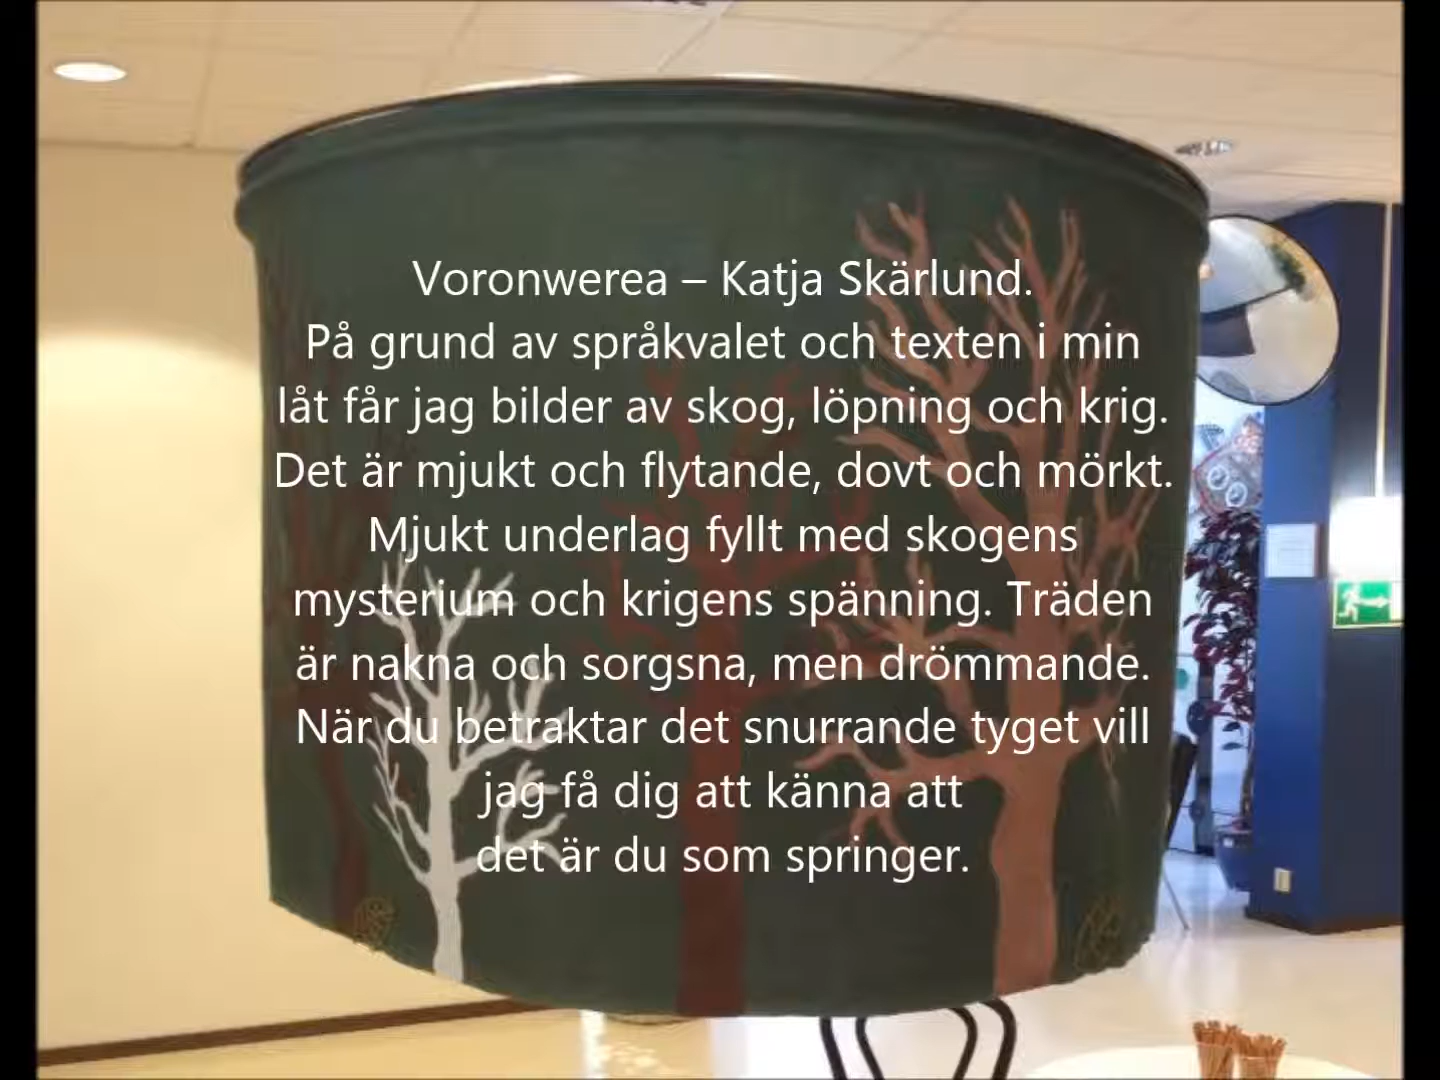 Voronwerea – Katja Skärlund.
På grund av språkvalet och texten i min
låt får jag bilder av skog, löpning och krig.
Det är mjukt och flytande, dovt och mörkt.
Mjukt underlag fyllt med skogens
mysterium och krigens spänning. Träden
är nakna och sorgsna, men drömmande.
När du betraktar det snurrande tyget vill
jag få dig att känna att
det är du som springer.